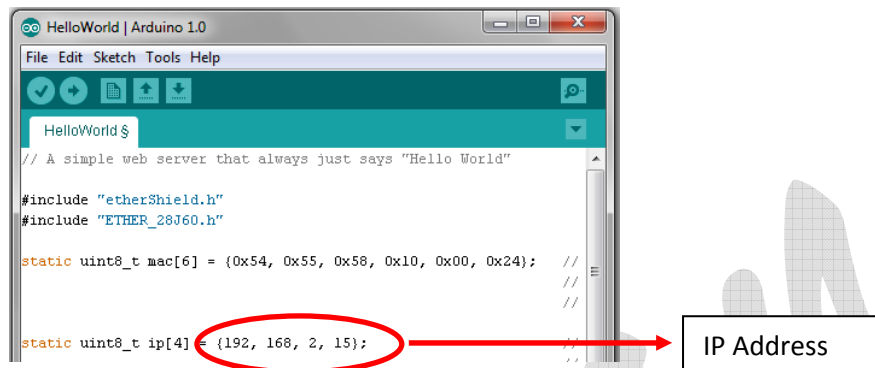 HelloWorld | Arduino 1.0
File Edit Sketch Tools Help
HelloWorld §
// A simple web server that always just says "Hello World"
#include "etherShield.h"
#include "ETHER_28J60.h"
static uint8_t mac[6] = {0x54, 0x55, 0x58, 0x10, 0x00, 0x24}; //
//
//
static uint8_t ip[4] = {192, 168, 2, 15}; //
IP Address